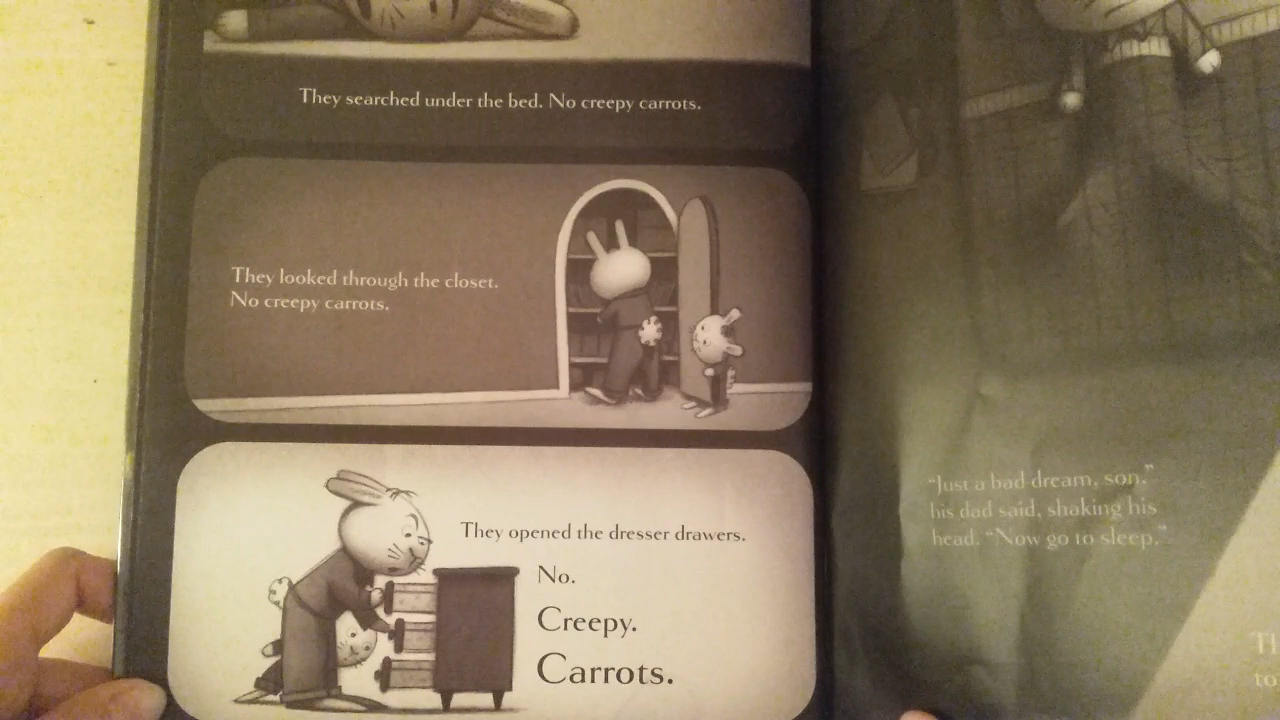 They searched under the bed. No creepy carrots.
They looked through the closet.
No creepy carrots.
They opened the dresser drawers.
No.
Creepy.
Carrots.
“Just a bad dream, son,”
his dad said, shaking his
head. “Now go to sleep.”